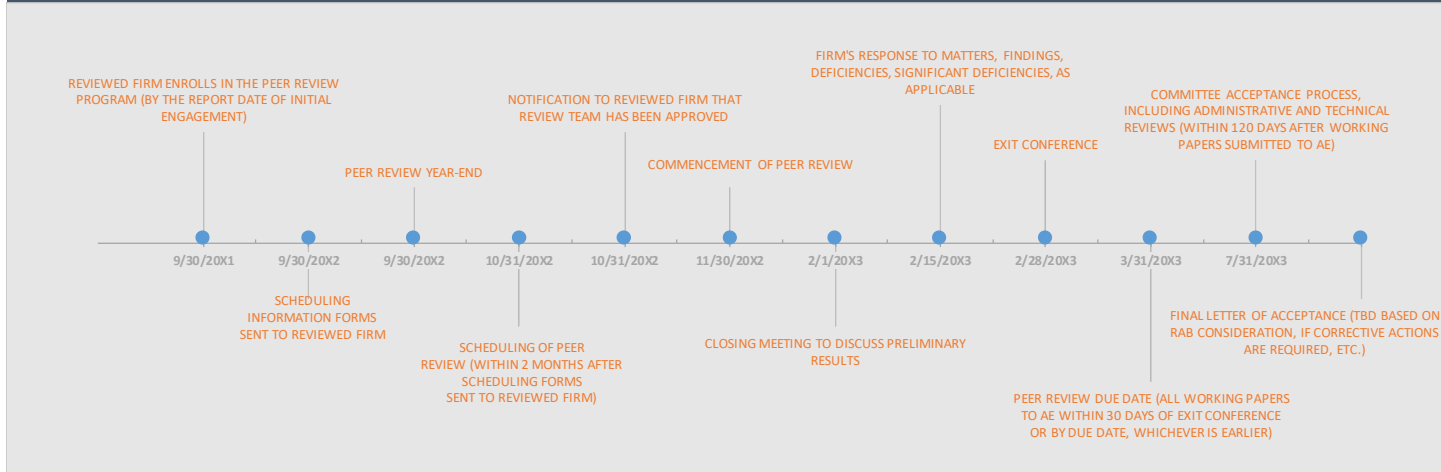 REVIEWED FIRM ENROLLS IN THE PEER REVIEW
PROGRAM (BY THE REPORT DATE OF INITIAL
ENGAGEMENT)
PEER REVIEW YEAR-END
NOTIFICATION TO REVIEWED FIRM THAT
REVIEW TEAM HAS BEEN APPROVED
COMMENCEMENT OF PEER REVIEW
FIRM'S RESPONSE TO MATTERS, FINDINGS,
DEFICIENCIES, SIGNIFICANT DEFICIENCIES, AS
APPLICABLE
EXIT CONFERENCE
COMMITTEE ACCEPTANCE PROCESS,
INCLUDING ADMINISTRATIVE AND TECHNICAL
REVIEWS (WITHIN 120 DAYS AFTER WORKING
PAPERS SUBMITTED TO AE)
9/30/20X1 9/30/20X2 9/30/20X2 10/31/20X2 10/31/20X2 11/30/20X2 2/1/20X3 2/15/20X3 2/28/20X3 3/31/20X3 7/31/20X3
SCHEDULING
INFORMATION FORMS
SENT TO REVIEWED FIRM
SCHEDULING OF PEER
REVIEW (WITHIN 2 MONTHS AFTER
SCHEDULING FORMS
SENT TO REVIEWED FIRM)
CLOSING MEETING TO DISCUSS PRELIMINARY
RESULTS
PEER REVIEW DUE DATE (ALL WORKING PAPERS
TO AE WITHIN 30 DAYS OF EXIT CONFERENCE
OR BY DUE DATE, WHICHEVER IS EARLIER)
FINAL LETTER OF ACCEPTANCE (TBD BASED ON
RAB CONSIDERATION, IF CORRECTIVE ACTIONS
ARE REQUIRED, ETC.)